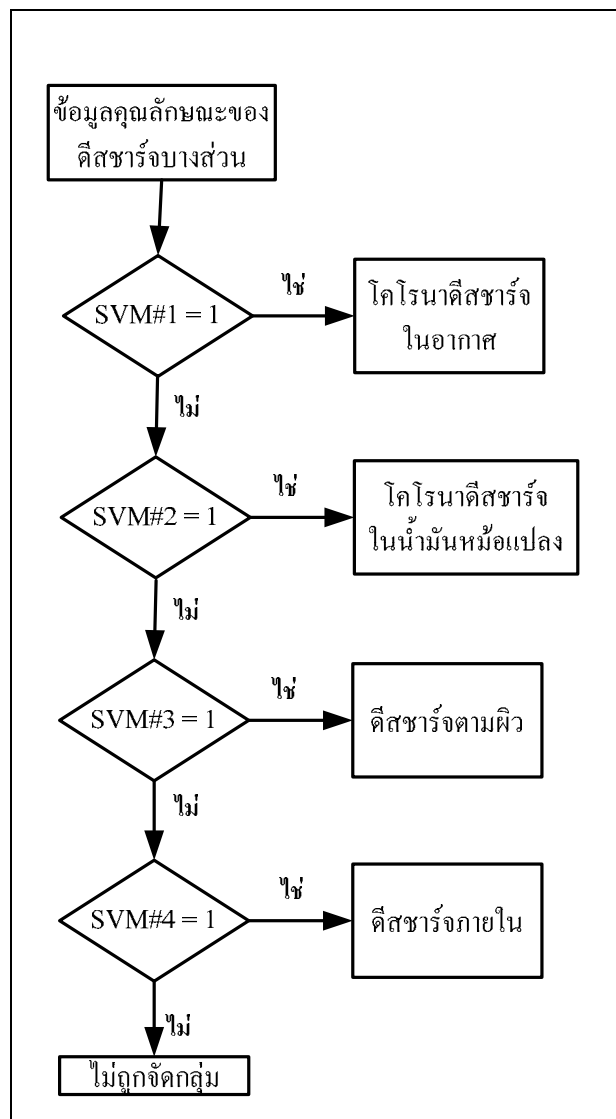 ข้อมูลคุณลักษณะของ
ดีสชาร์จบางส่วน
SVM#1 = 1
ใช่
โคโรนาดีสชาร์จ
ในอากาศ
ไม่
SVM#2 = 1
ใช่
โคโรนาดีสชาร์จ
ในน้ำมันหม้อแปลง
ไม่
SVM#3 = 1
ใช่
ดีสชาร์จตามผิว
ไม่
SVM#4 = 1
ใช่
ดีสชาร์จภายใน
ไม่
ไม่ถูกจัดกลุ่ม